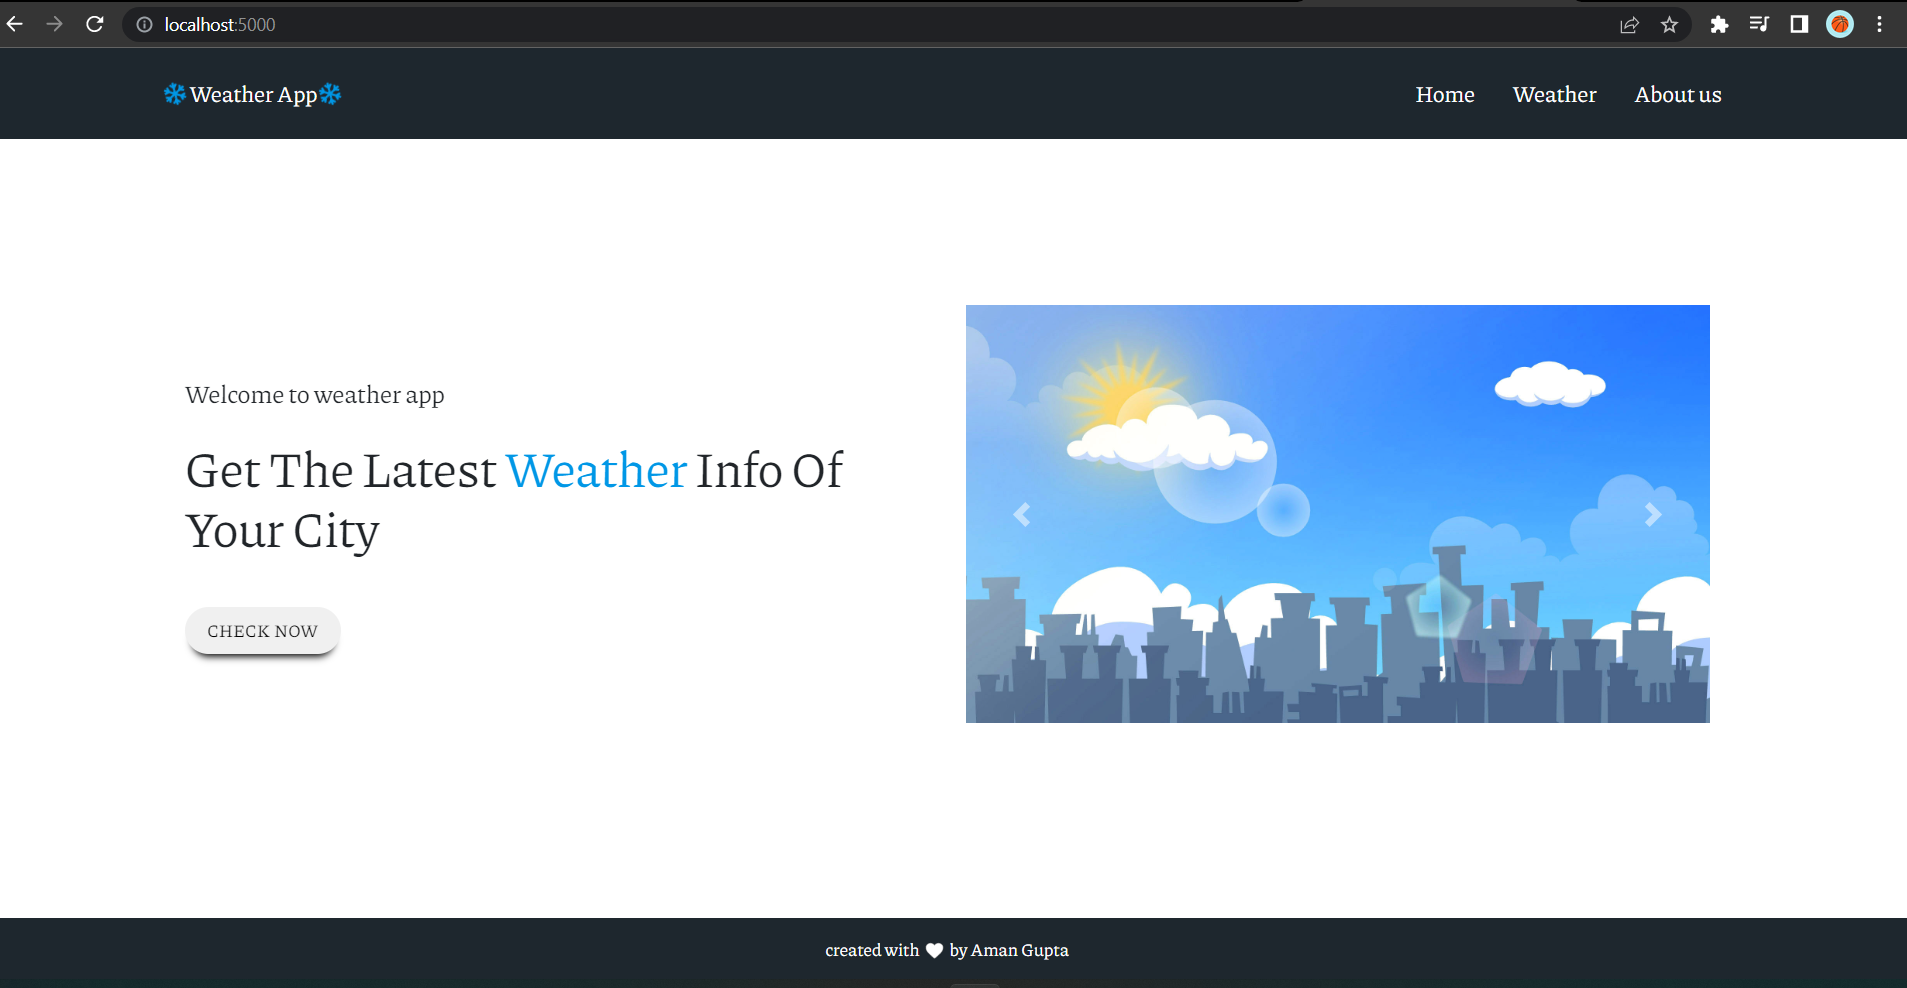 localhost:5000
Weather App
Home Weather About us
Welcome to weather app
Get The Latest Weather Info Of
Your City
CHECK NOW
created with 🤍 by Aman Gupta